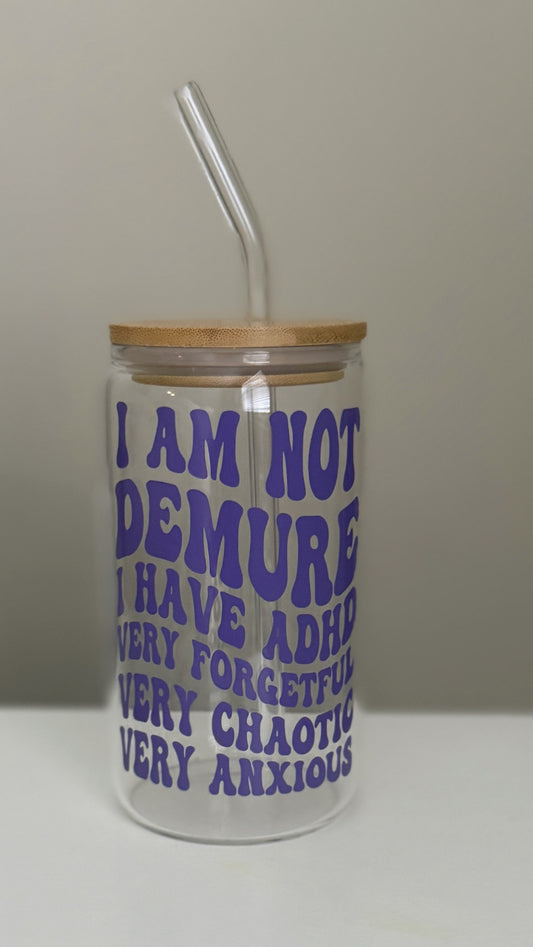 I AM NOT
DEMURE
I HAVE ADHD
VERY FORGETFUL
VERY CHAOTIC
VERY ANXIOUS